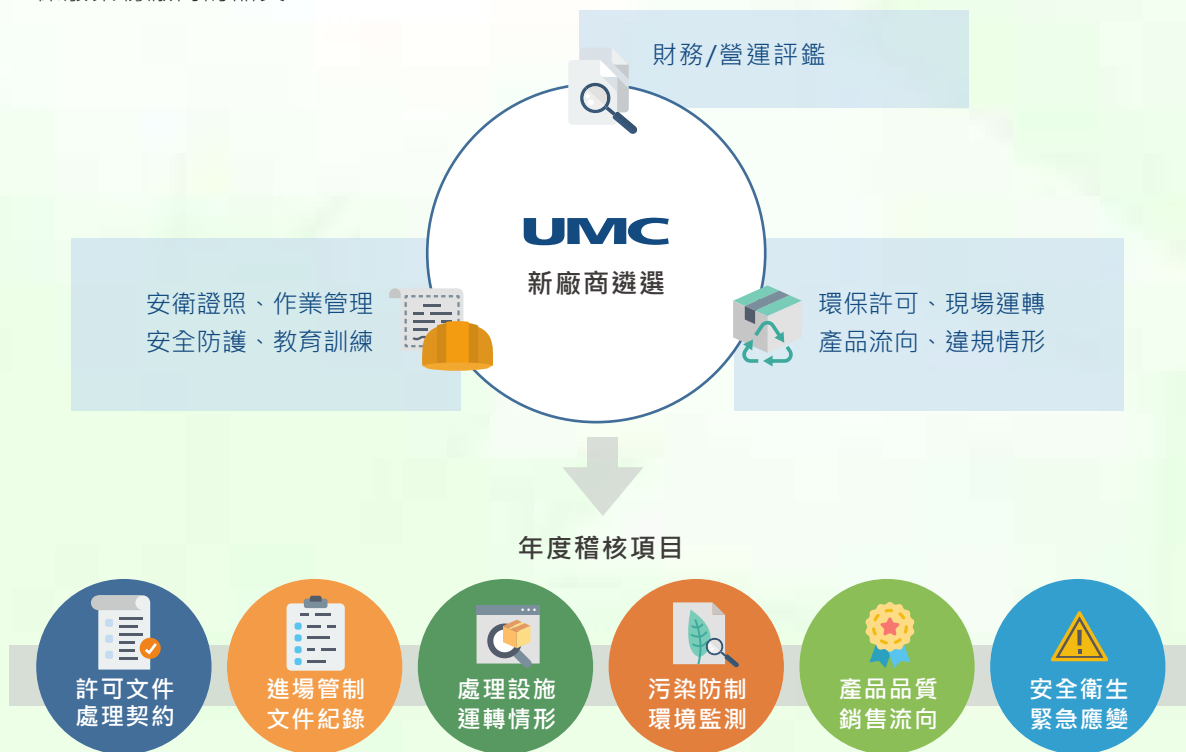 財務/營運評鑑
UMC
新廠商遴選
安衛證照、作業管理
安全防護、教育訓練
環保許可、現場運轉
產品流向、違規情形
年度稽核項目
許可文件
處理契約
進場管制
文件紀錄
處理設施
運轉情形
污染防制
環境監測
產品品質
銷售流向
安全衛生
緊急應變